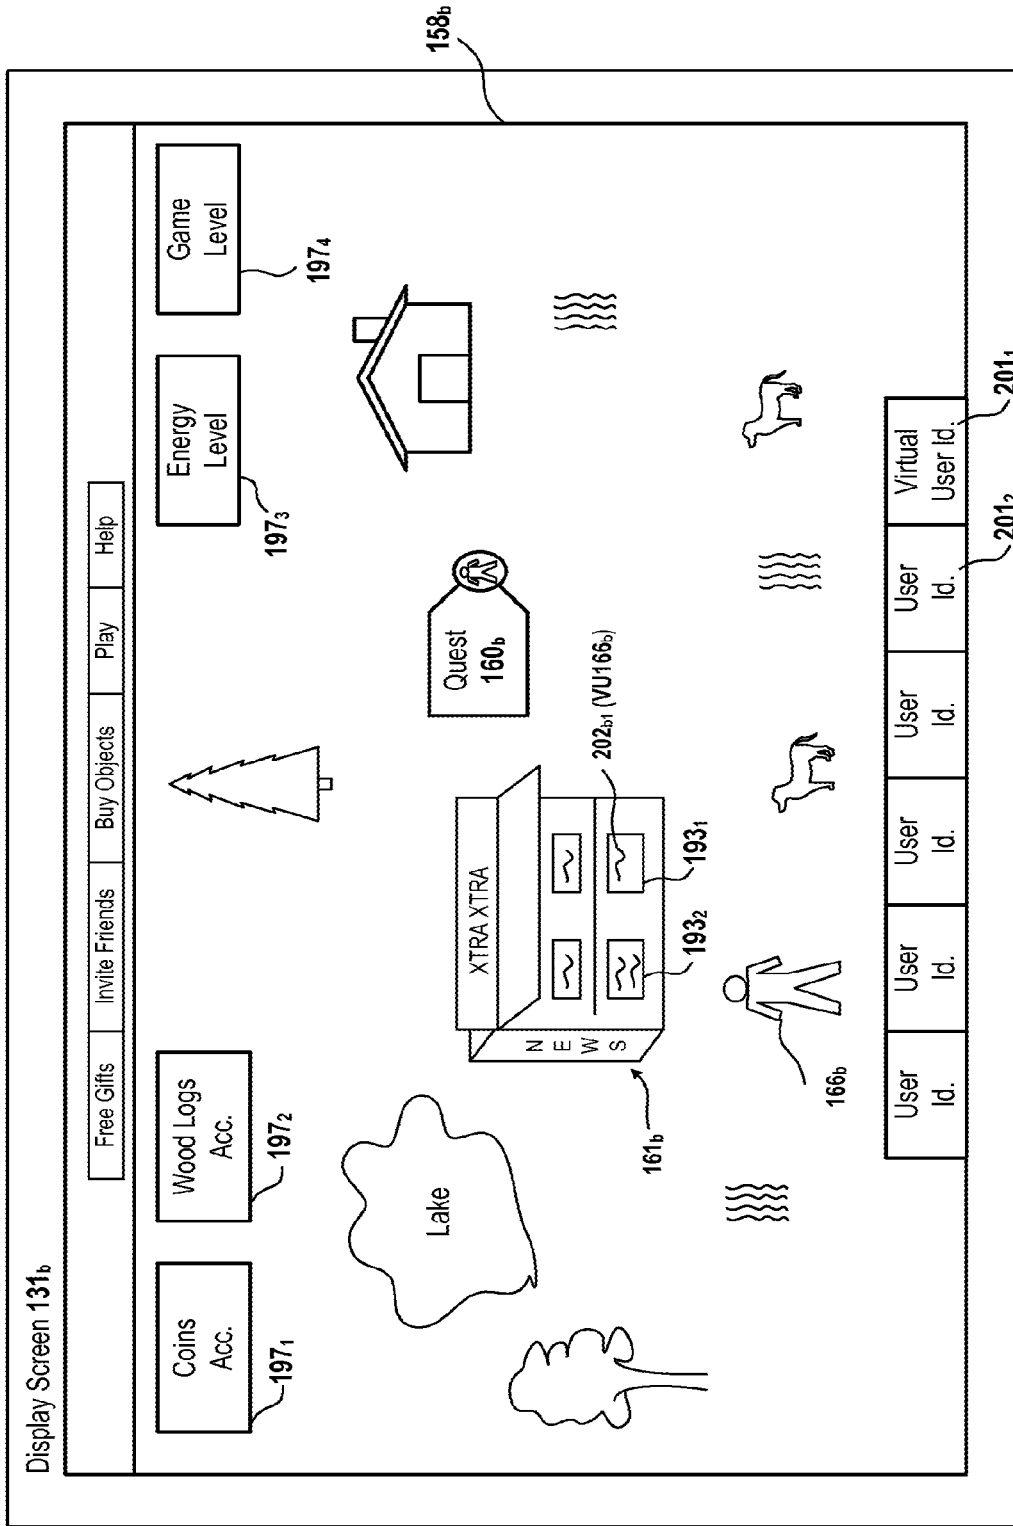 Display Screen 131b
158b
Free Gifts
Invite Friends
Buy Objects
Play
Help
Coins
Acc.
197₁
Wood Logs
Acc.
197₂
Energy
Level
197₃
Game
Level
197₄
Lake
Quest
160b
XTRA XTRA
NEWS
202b1 (VU166b)
193₂
193₁
161b
166b
User
Id.
User
Id.
User
Id.
User
Id.
User
Id.
Virtual
User Id.
201₂
201₁